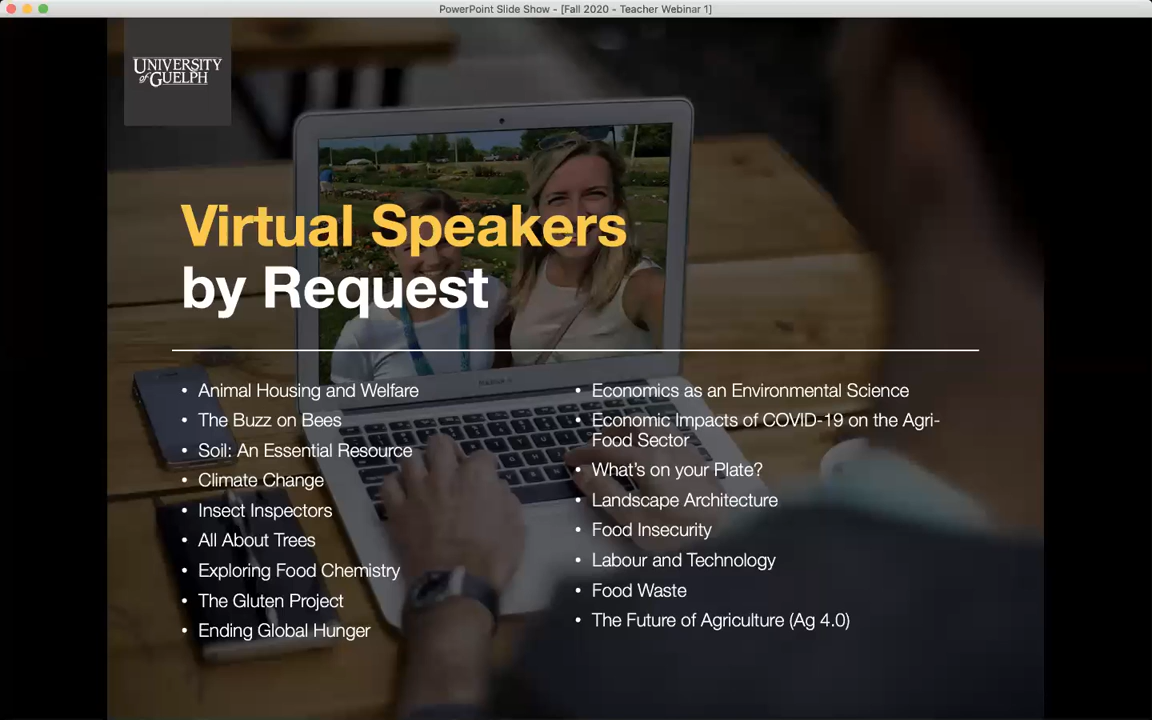 PowerPoint Slide Show - [Fall 2020 - Teacher Webinar 1]
UNIVERSITY
of GUELPH
Virtual Speakers
by Request
• Animal Housing and Welfare
• The Buzz on Bees
• Soil: An Essential Resource
• Climate Change
• Insect Inspectors
• All About Trees
• Exploring Food Chemistry
• The Gluten Project
• Ending Global Hunger
• Economics as an Environmental Science
• Economic Impacts of COVID-19 on the Agri-
Food Sector
• What's on your Plate?
• Landscape Architecture
• Food Insecurity
• Labour and Technology
• Food Waste
• The Future of Agriculture (Ag 4.0)